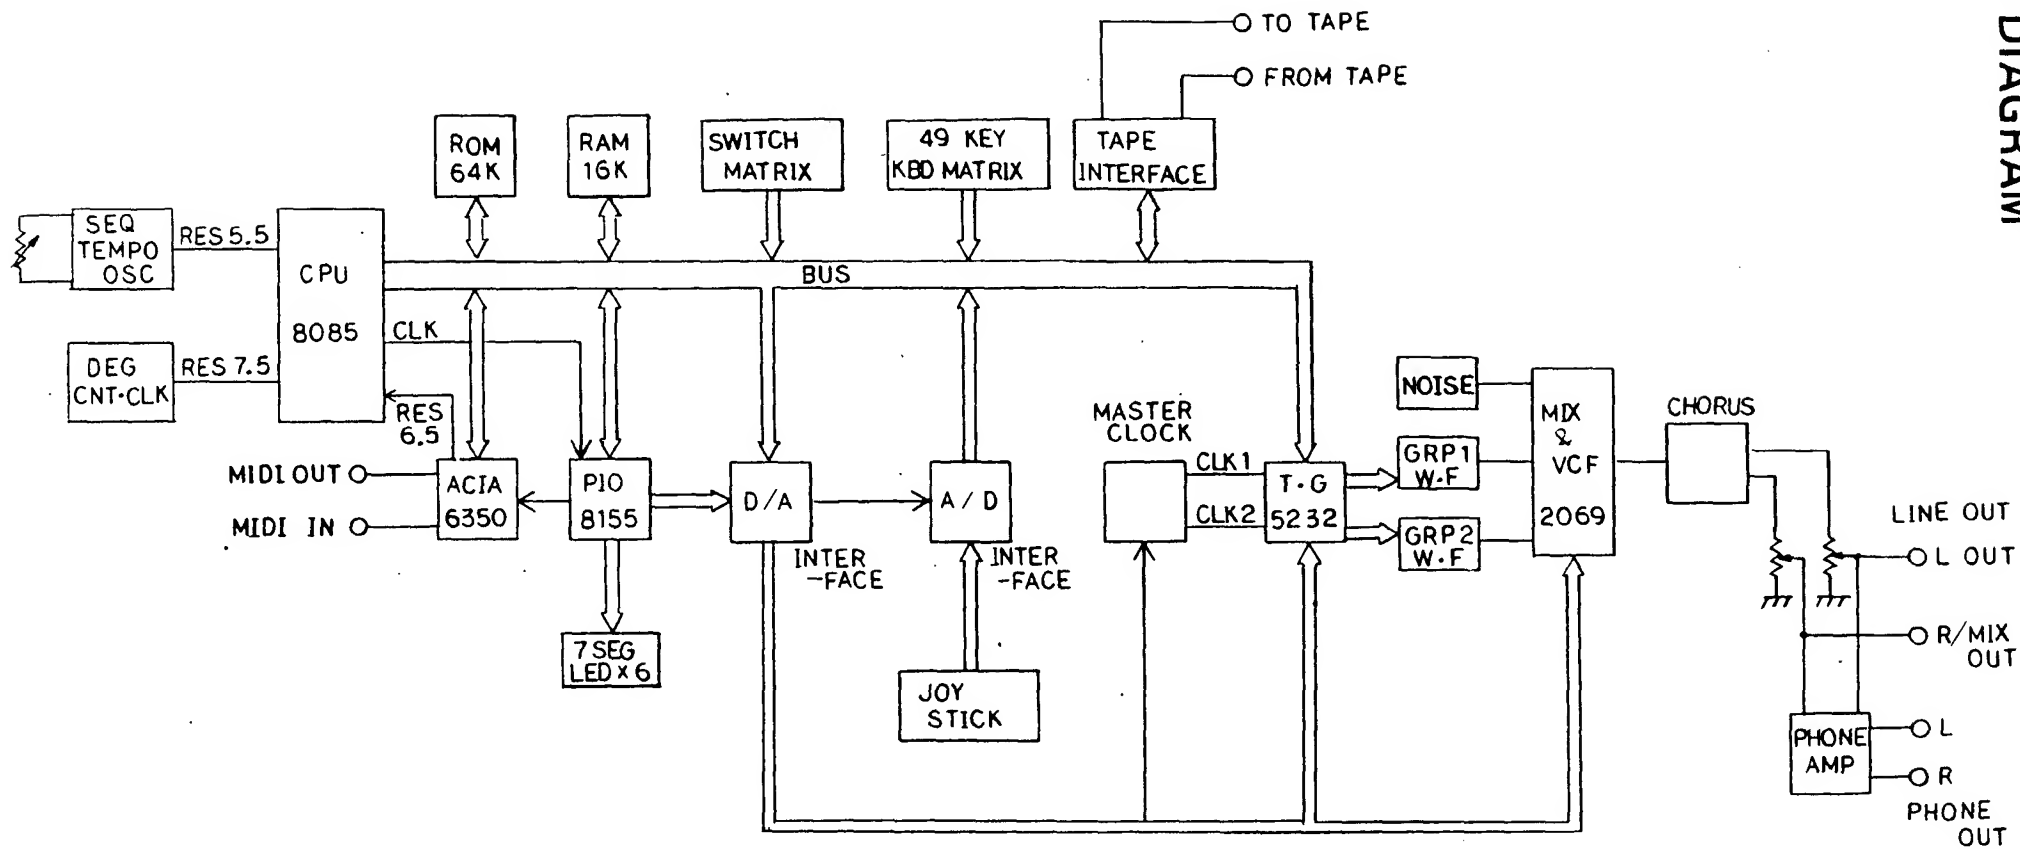 DIAGRAM
TO TAPE
FROM TAPE
ROM
64K
RAM
16K
SWITCH
MATRIX
49 KEY
KBD MATRIX
TAPE
INTERFACE
SEQ
TEMPO
OSC
RES 5.5
CPU
8085
BUS
CLK
DEG
CNT·CLK
RES 7.5
RES
6.5
MIDI OUT
MIDI IN
ACIA
6350
PIO
8155
D/A
INTER
-FACE
A/D
INTER
-FACE
7 SEG
LED×6
JOY
STICK
MASTER
CLOCK
CLK1
CLK2
T·G
5232
NOISE
GRP1
W·F
GRP2
W·F
MIX
&
VCF
2069
CHORUS
LINE OUT
L OUT
R/MIX
OUT
PHONE
AMP
L
R
PHONE
OUT